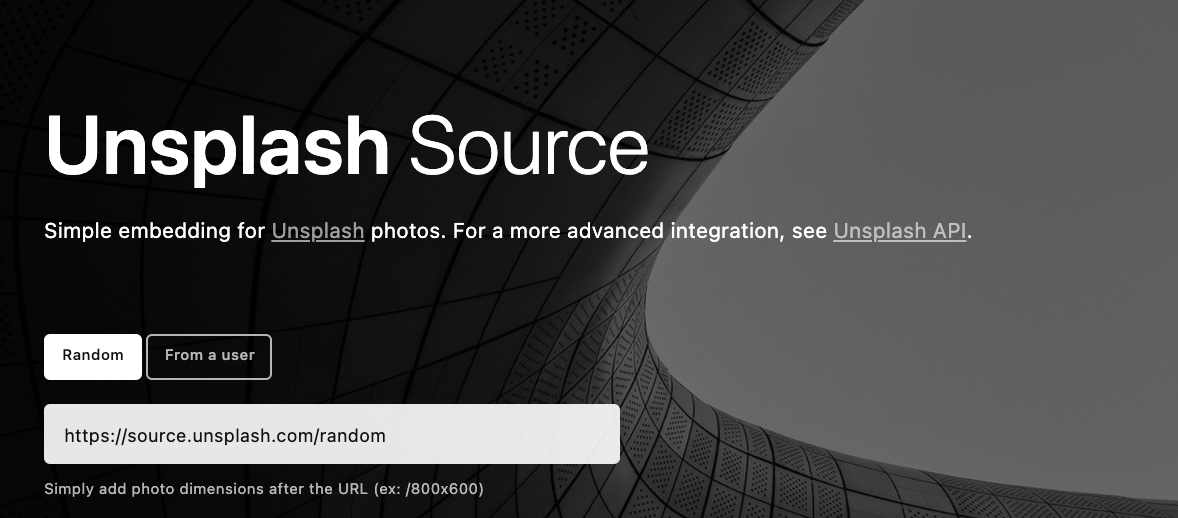 Unsplash Source
Simple embedding for Unsplash photos. For a more advanced integration, see Unsplash API.
Random From a user
https://source.unsplash.com/random
Simply add photo dimensions after the URL (ex: /800x600)